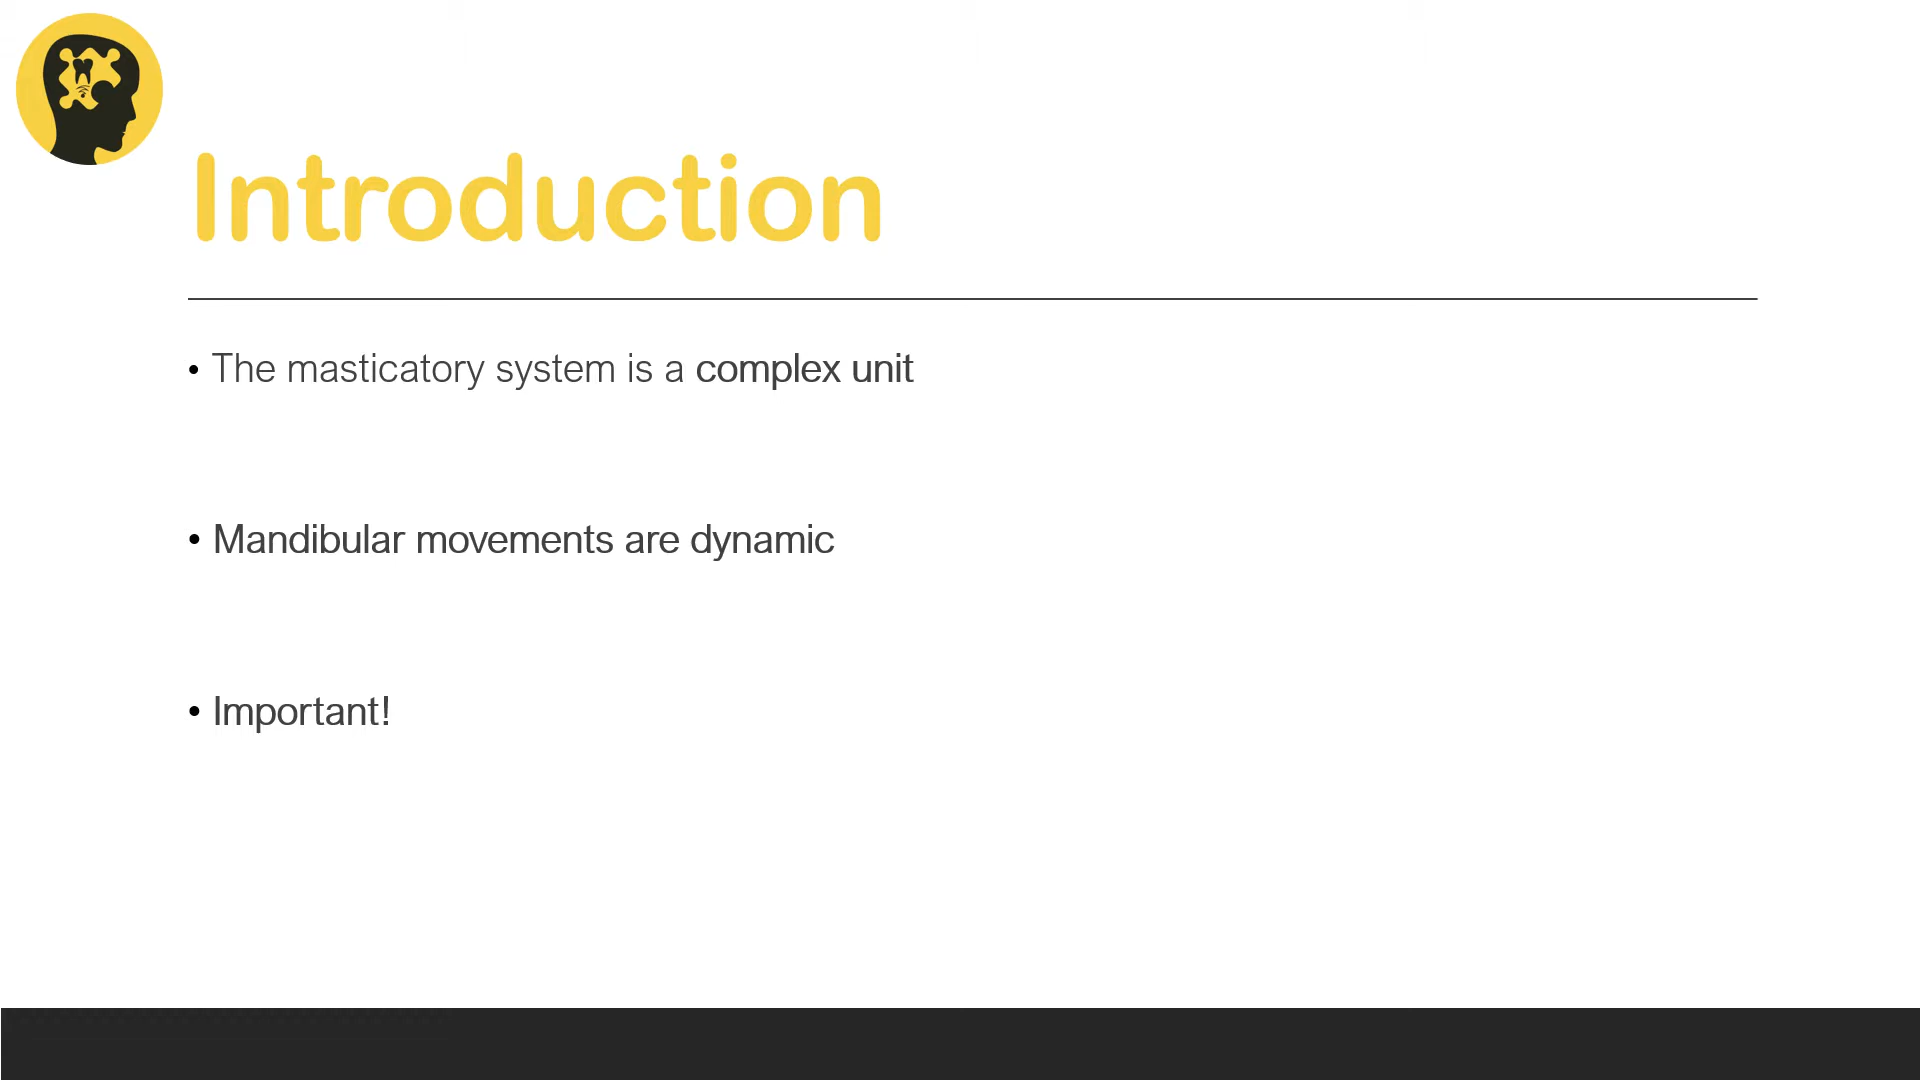 Introduction
• The masticatory system is a complex unit
• Mandibular movements are dynamic
• Important!